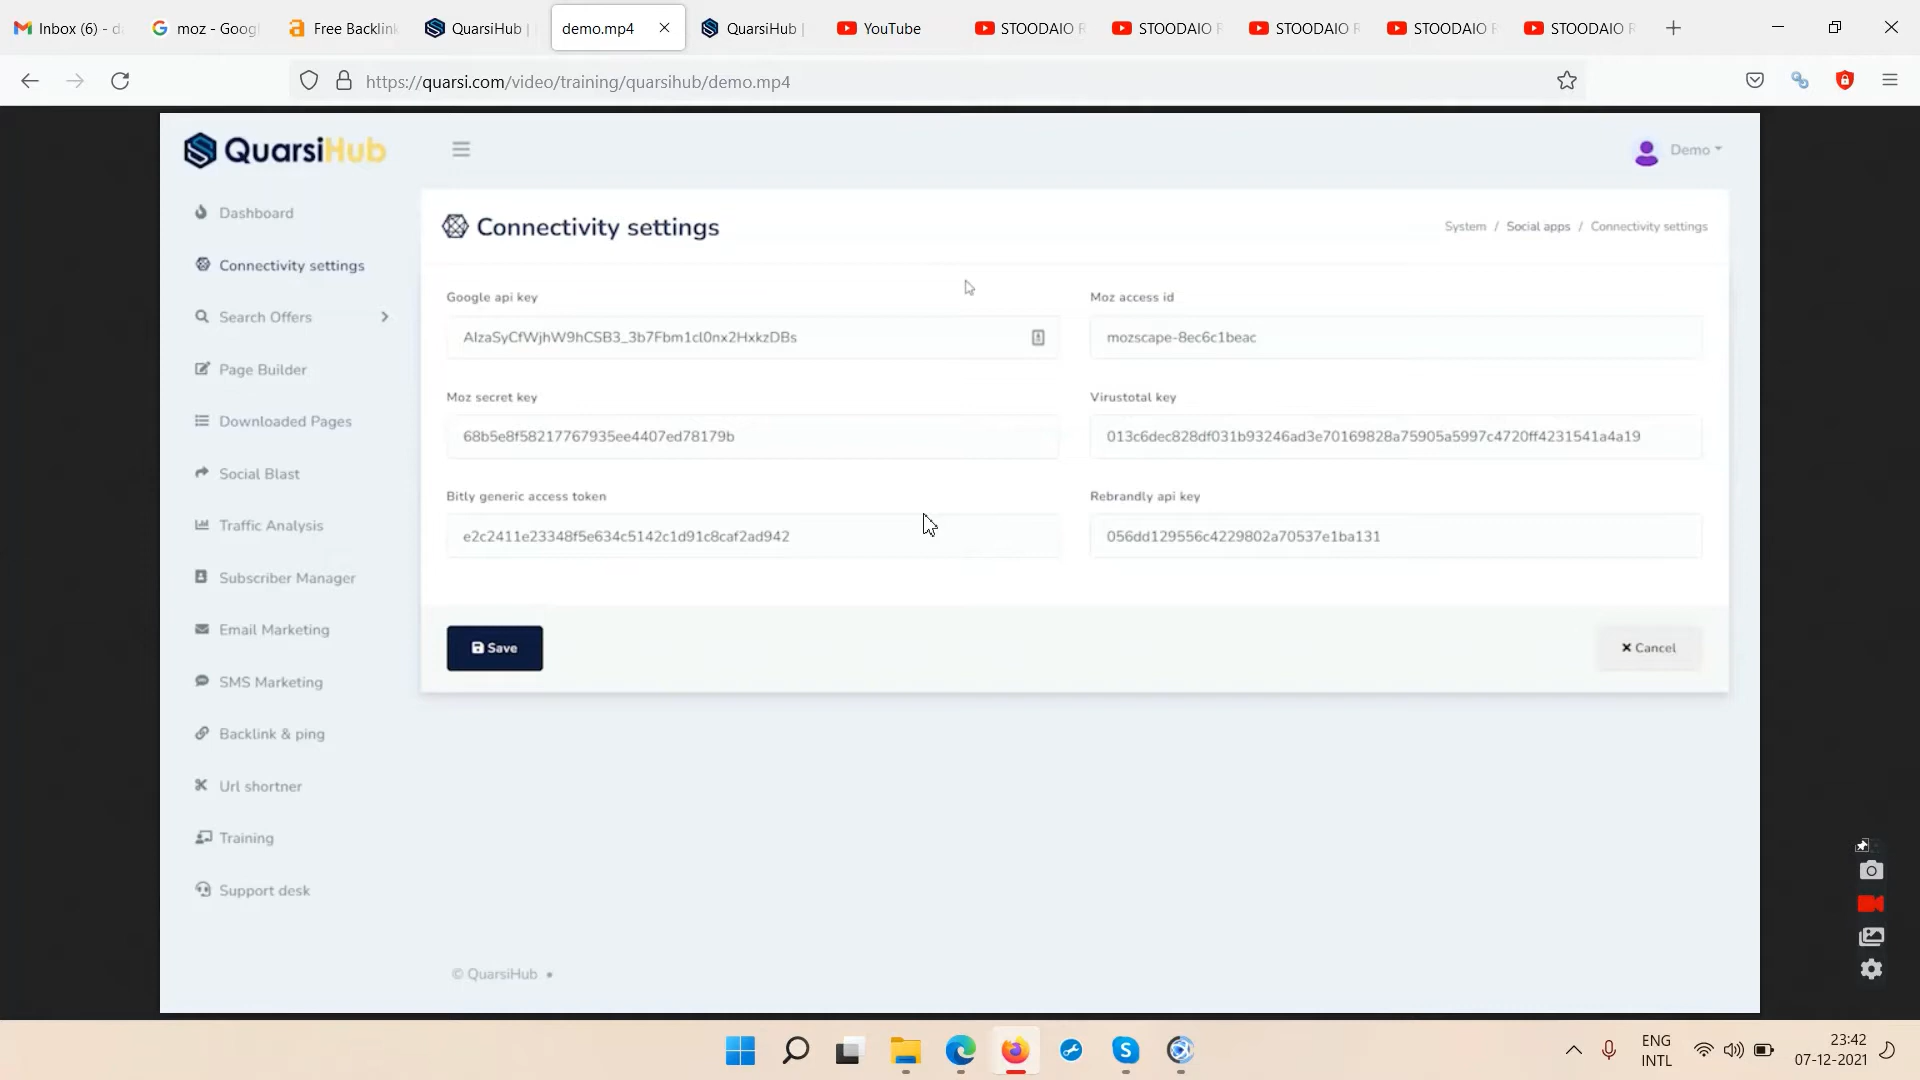 Inbox (6) - d
moz - Goog
Free Backlink
QuarsiHub |
demo.mp4
QuarsiHub |
YouTube
STOODAIO R
STOODAIO R
STOODAIO R
STOODAIO R
STOODAIO R
https://quarsi.com/video/training/quarsihub/demo.mp4
QuarsiHub
Demo
Dashboard
Connectivity settings
Search Offers
Page Builder
Downloaded Pages
Social Blast
Traffic Analysis
Subscriber Manager
Email Marketing
SMS Marketing
Backlink & ping
Url shortner
Training
Support desk
Connectivity settings
System / Social apps / Connectivity settings
Google api key
AIzaSyCfWjhW9hCSB3_3b7Fbm1cl0nx2HxkzDBs
Moz access id
mozscape-8ec6c1beac
Moz secret key
68b5e8f58217767935ee4407ed78179b
Virustotal key
013c6dec828df031b93246ad3e70169828a75905a5997c4720ff4231541a4a19
Bitly generic access token
e2c2411e23348f5e634c5142c1d91c8caf2ad942
Rebrandly api key
056dd129556c4229802a70537e1ba131
Save
Cancel
© QuarsiHub •
ENG
INTL
23:42
07-12-2021